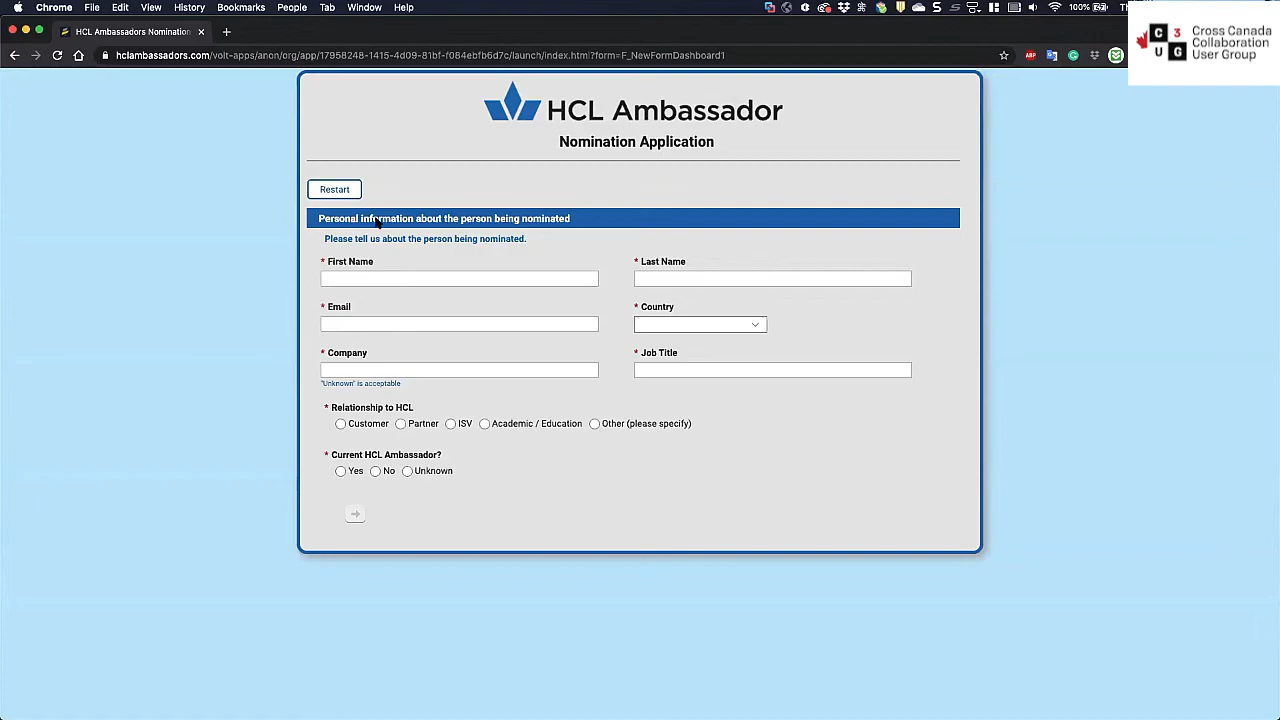 Chrome File Edit View History Bookmarks People Tab Window Help 100%
HCL Ambassadors Nomination
hclambassadors.com/volt-apps/anon/org/app/17958248-1415-4d09-81bf-f084ebfb6d7c/launch/index.html?form=F_NewFormDashboard1
C 3 U G
Cross Canada
Collaboration
User Group
HCL Ambassador
Nomination Application
Restart
Personal information about the person being nominated
Please tell us about the person being nominated.
* First Name * Last Name
* Email * Country
* Company * Job Title
"Unknown" is acceptable
* Relationship to HCL
Customer Partner ISV Academic / Education Other (please specify)
* Current HCL Ambassador?
Yes No Unknown